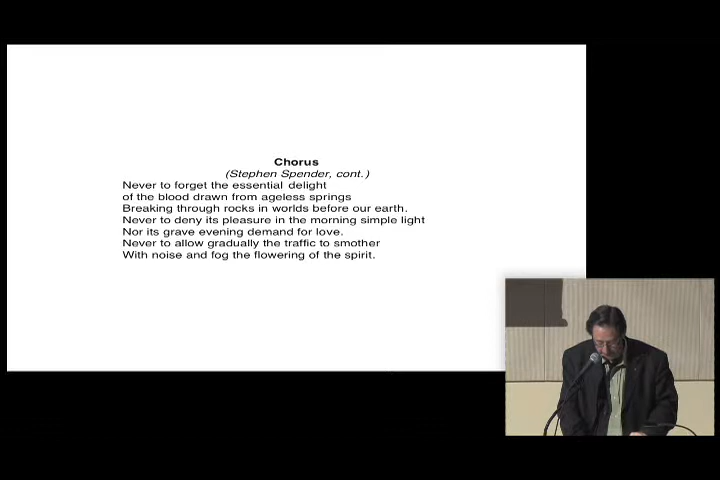 Chorus
(Stephen Spender, cont.)
Never to forget the essential delight
of the blood drawn from ageless springs
Breaking through rocks in worlds before our earth.
Never to deny its pleasure in the morning simple light
Nor its grave evening demand for love.
Never to allow gradually the traffic to smother
With noise and fog the flowering of the spirit.